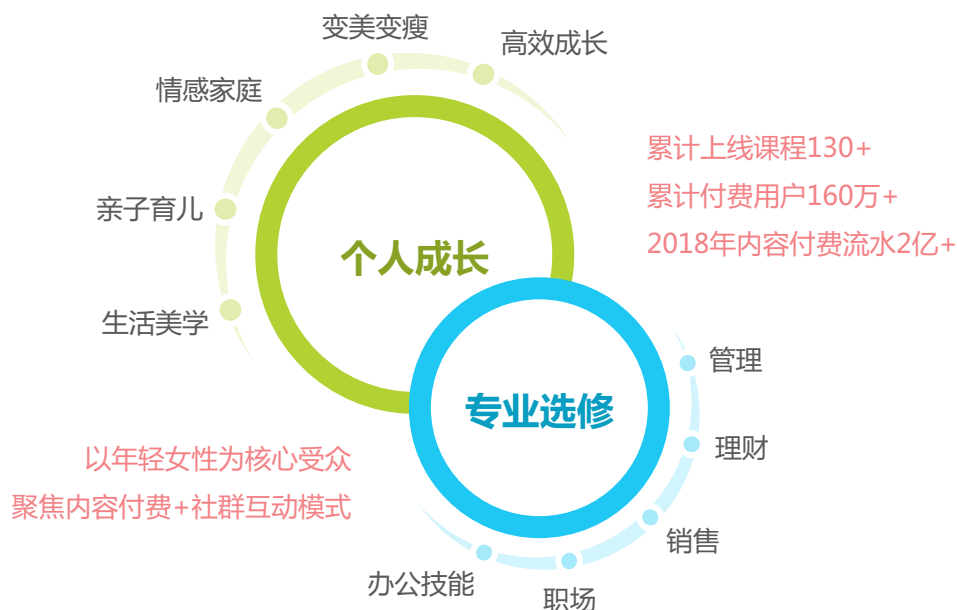 变美变瘦
高效成长
情感家庭
亲子育儿
生活美学
个人成长
累计上线课程130+
累计付费用户160万+
2018年内容付费流水2亿+
专业选修
管理
理财
销售
职场
办公技能
以年轻女性为核心受众
聚焦内容付费+社群互动模式